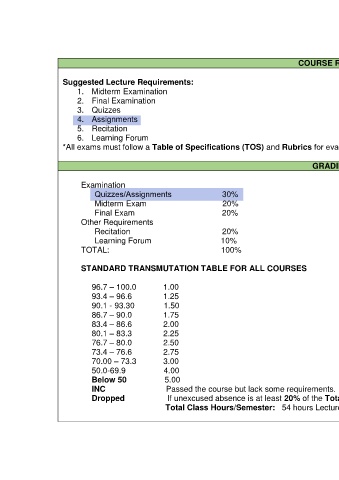 COURSE
Suggested Lecture Requirements:
1. Midterm Examination
2. Final Examination
3. Quizzes
4. Assignments
5. Recitation
6. Learning Forum
*All exams must follow a Table of Specifications (TOS) and Rubrics for eva
GRADI
Examination
Quizzes/Assignments 30%
Midterm Exam 20%
Final Exam 20%
Other Requirements
Recitation 20%
Learning Forum 10%
TOTAL: 100%
STANDARD TRANSMUTATION TABLE FOR ALL COURSES
96.7 – 100.0 1.00
93.4 – 96.6 1.25
90.1 - 93.30 1.50
86.7 – 90.0 1.75
83.4 – 86.6 2.00
80.1 – 83.3 2.25
76.7 – 80.0 2.50
73.4 – 76.6 2.75
70.00 – 73.3 3.00
50.0-69.9 4.00
Below 50 5.00
INC Passed the course but lack some requirements.
Dropped If unexcused absence is at least 20% of the Tota
Total Class Hours/Semester: 54 hours Lecture